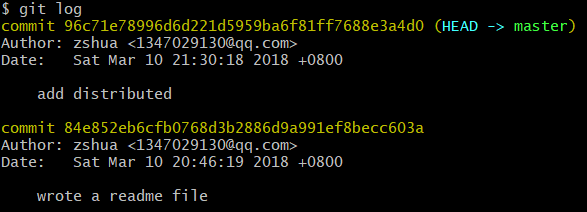 $ git log
commit 96c71e78996d6d221d5959ba6f81ff7688e3a4d0 (HEAD -> master)
Author: zshua <1347029130@qq.com>
Date:   Sat Mar 10 21:30:18 2018 +0800
add distributed
commit 84e852eb6cfb0768d3b2886d9a991ef8becc603a
Author: zshua <1347029130@qq.com>
Date:   Sat Mar 10 20:46:19 2018 +0800
wrote a readme file